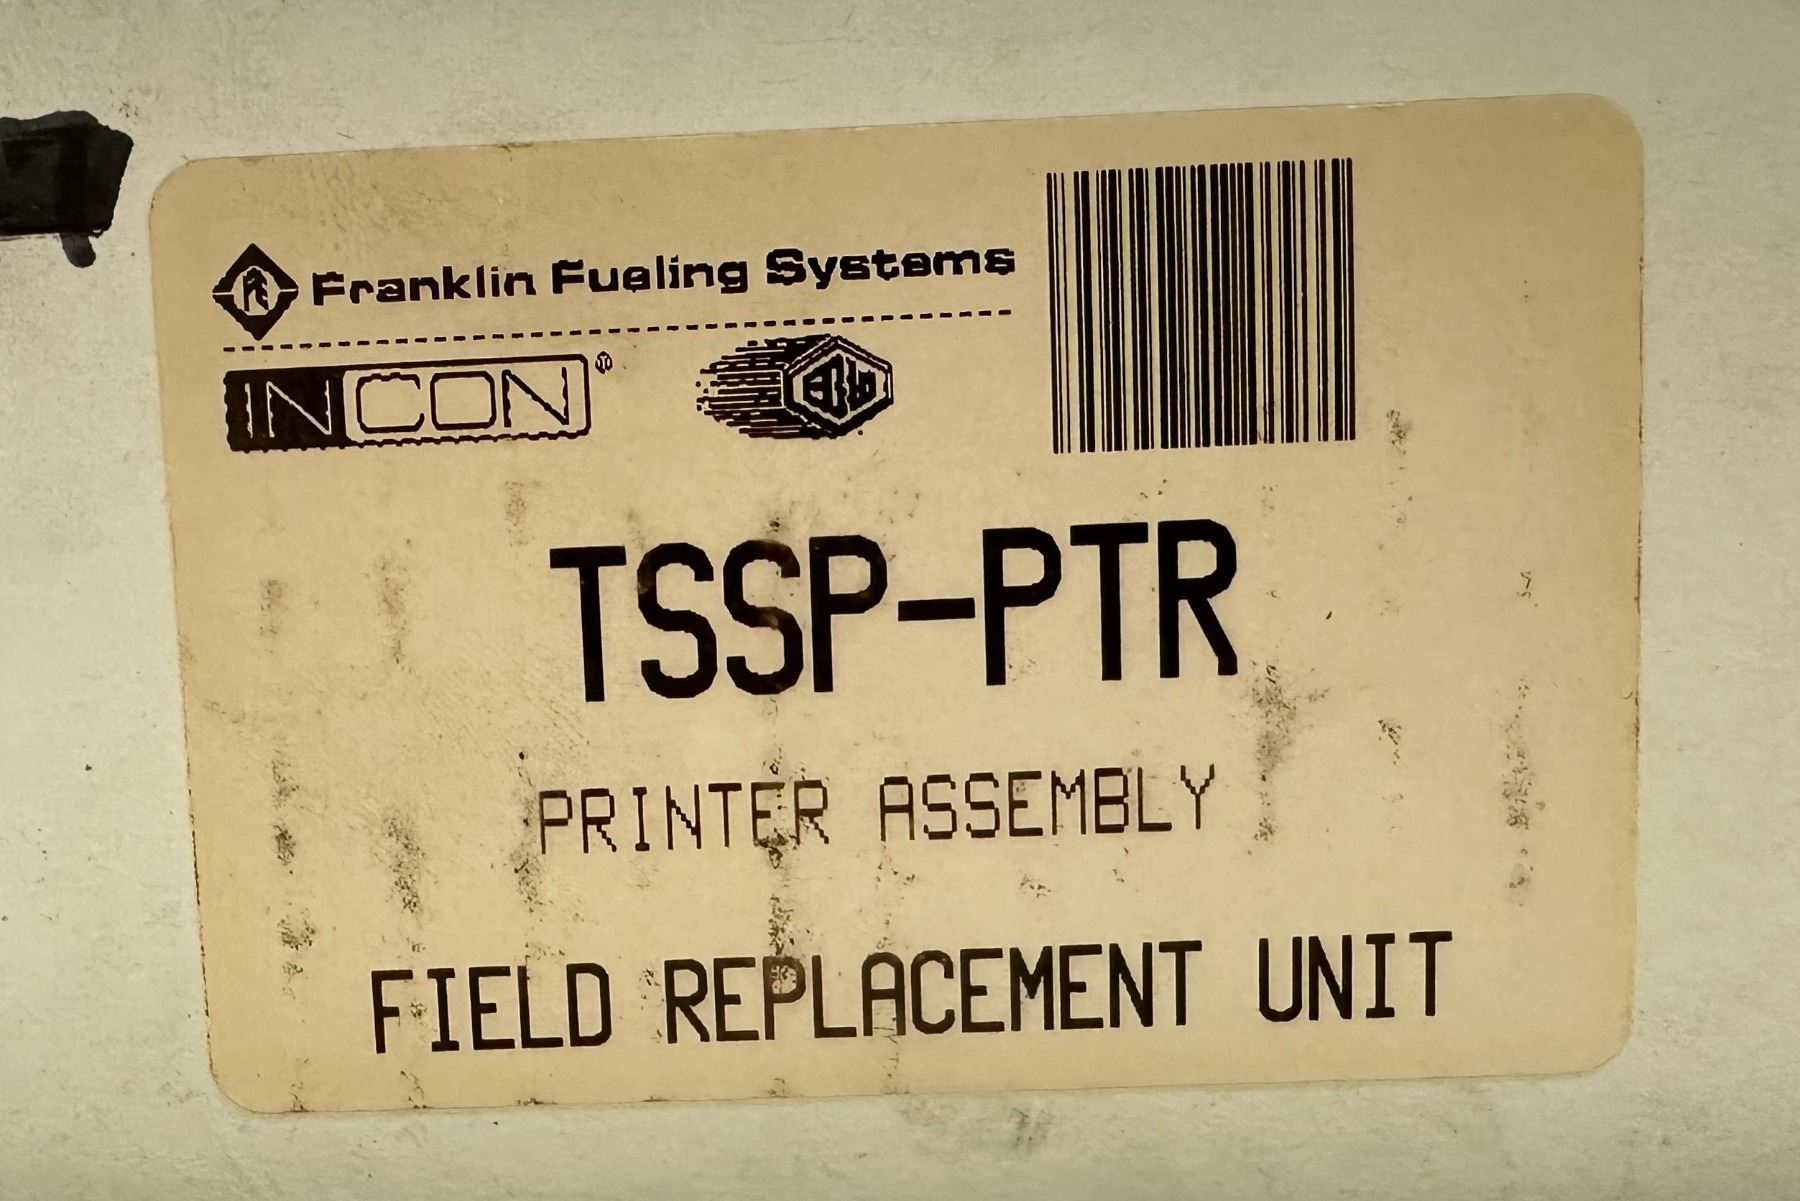 Franklin Fueling Systems
INCON®
TSSP-PTR
PRINTER ASSEMBLY
FIELD REPLACEMENT UNIT